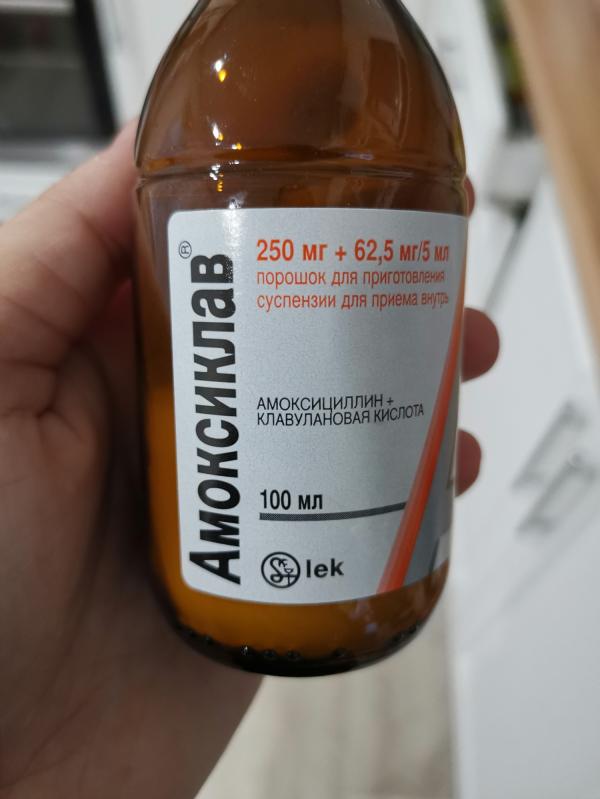 Амоксиклав®
250 мг + 62,5 мг/5 мл
порошок для приготовления
суспензии для приема внутрь
АМОКСИЦИЛЛИН +
КЛАВУЛАНОВАЯ КИСЛОТА
100 мл
lek